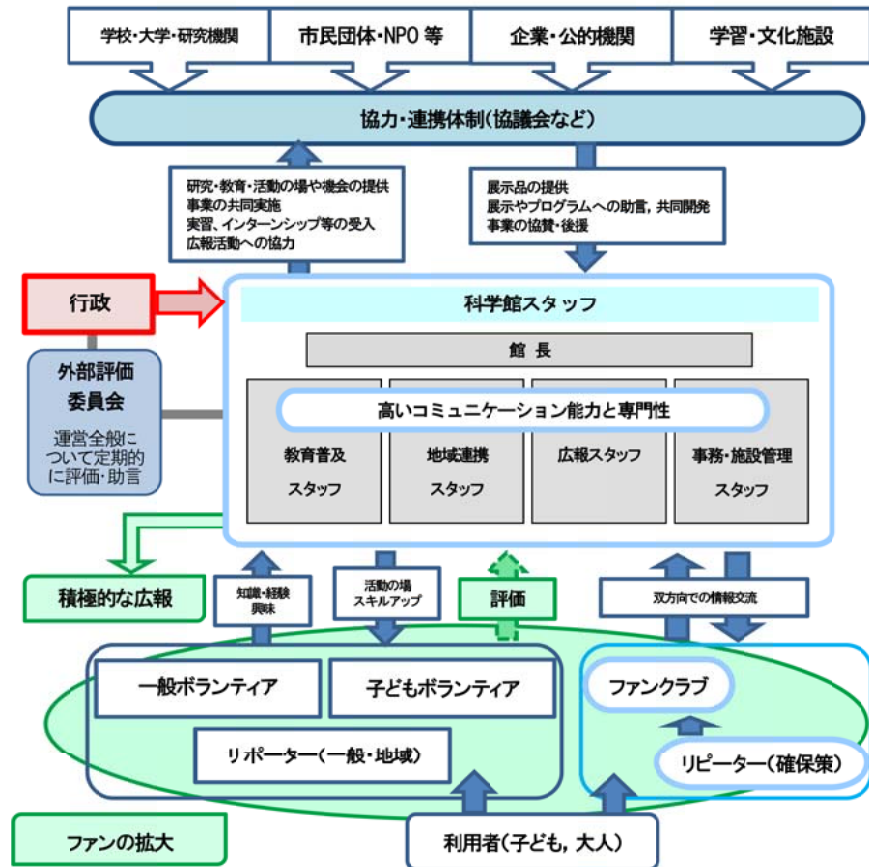 学校・大学・研究機関
市民団体・NPO 等
企業・公的機関
学習・文化施設
協力・連携体制(協議会など)
研究・教育・活動の場や機会の提供
事業の共同実施
実習、インターンシップ等の受入
広報活動への協力
展示品の提供
展示やプログラムへの助言, 共同開発
事業の協賛・後援
行政
科学館スタッフ
館 長
外部評価
委員会
運営全般に
ついて定期的
に評価・助言
高いコミュニケーション能力と専門性
教育普及
スタッフ
地域連携
スタッフ
広報スタッフ
事務・施設管理
スタッフ
積極的な広報
知識・経験
興味
活動の場
スキルアップ
評価
双方向での情報交流
一般ボランティア
子どもボランティア
ファンクラブ
リポーター(一般・地域)
リピーター(確保策)
ファンの拡大
利用者(子ども, 大人)